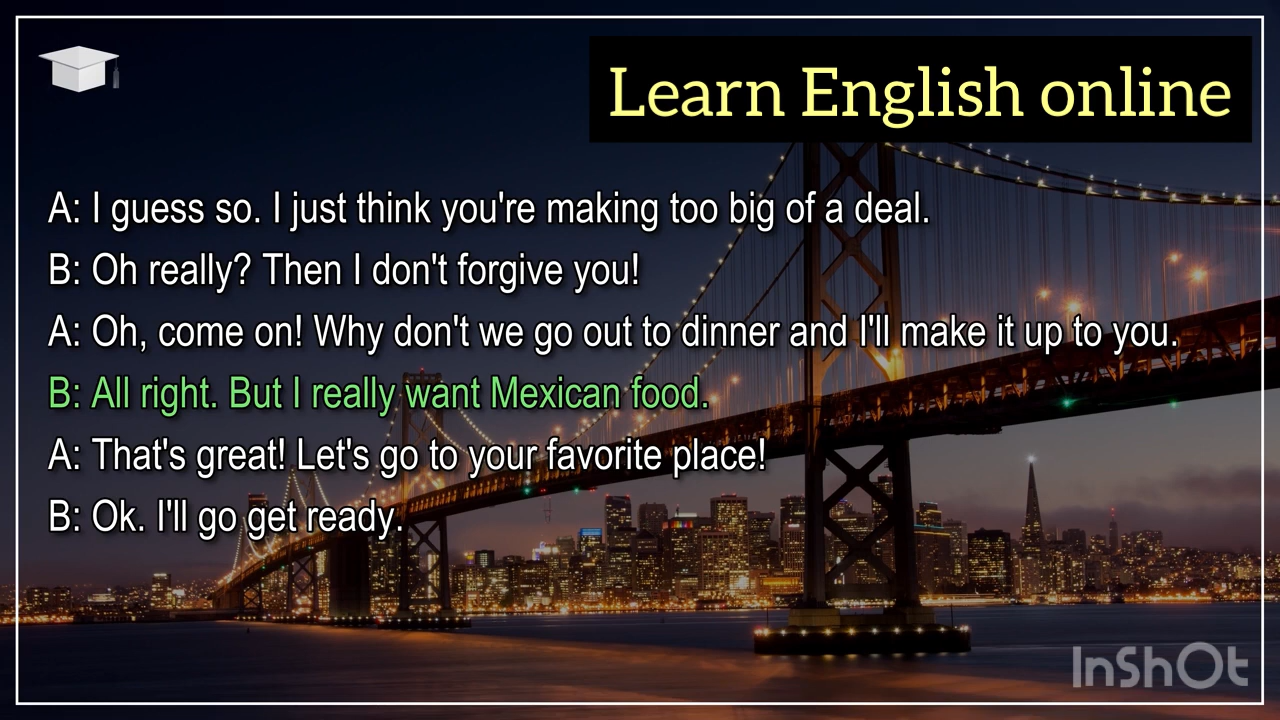 Learn English online
A: I guess so. I just think you're making too big of a deal.
B: Oh really? Then I don't forgive you!
A: Oh, come on! Why don't we go out to dinner and I'll make it up to you.
B: All right. But I really want Mexican food.
A: That's great! Let's go to your favorite place!
B: Ok. I'll go get ready.
InShOt